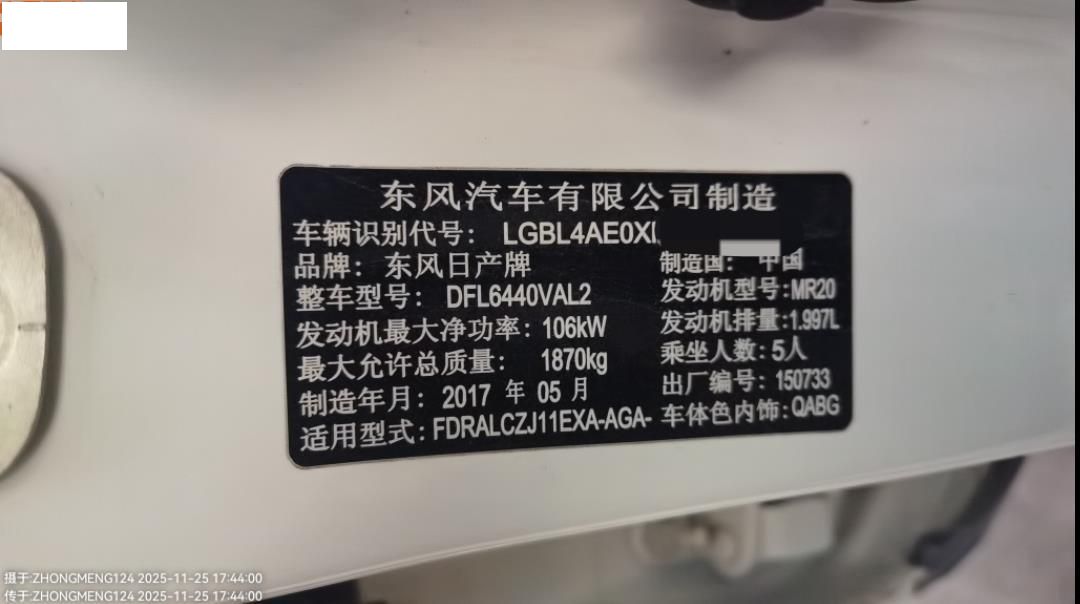 东风汽车有限公司制造
车辆识别代号: LGBL4AE0X
品牌: 东风日产牌 制造国: 中国
整车型号: DFL6440VAL2 发动机型号:MR20
发动机最大净功率: 106kW 发动机排量:1.997L
最大允许总质量: 1870kg 乘坐人数:5人
制造年月: 2017 年 05 月 出厂编号: 150733
适用型式:FDRALCZJ11EXA-AGA- 车体色内饰:QABG
摄于:ZHONGMENG124 2025-11-25 17:44:00
传于:ZHONGMENG124 2025-11-25 17:44:00